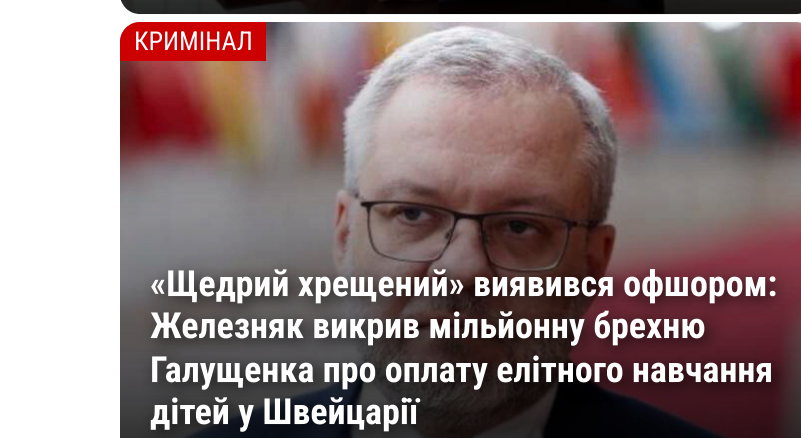 КРИМІНАЛ
«Щедрий хрещений» виявився офшором:
Железняк викрив мільйонну брехню
Галущенка про оплату елітного навчання
дітей у Швейцарії